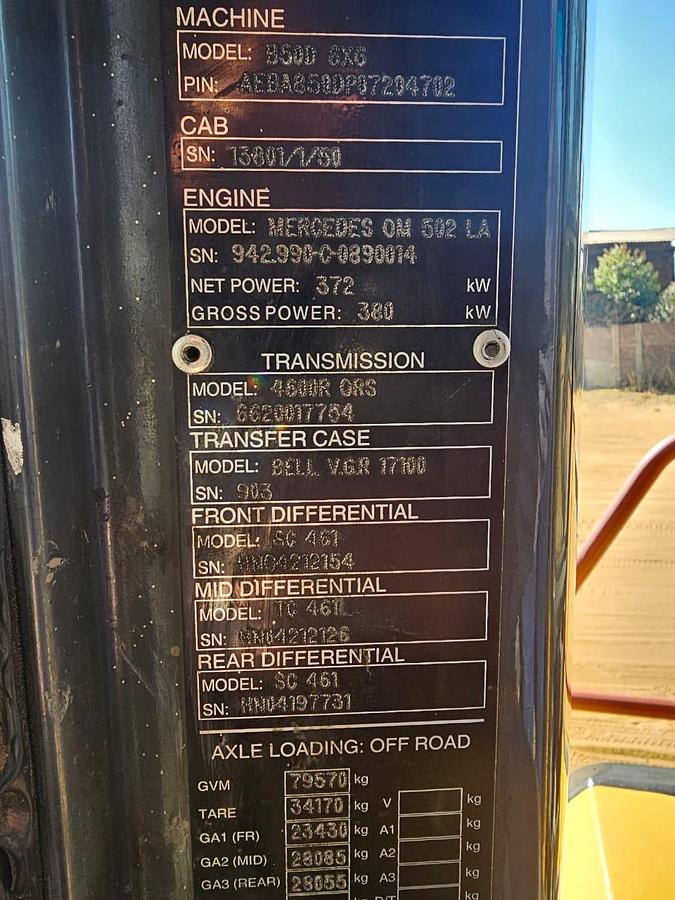 MACHINE
MODEL: B50D 6X6
PIN: AEBA850DP07204702
CAB
SN: 13601/1/50
ENGINE
MODEL: MERCEDES OM 502 LA
SN: 942.990-C-0890014
NET POWER: 372 kW
GROSS POWER: 380 kW
TRANSMISSION
MODEL: 4600R ORS
SN: 6620017764
TRANSFER CASE
MODEL: BELL V.G.R 17100
SN: 903
FRONT DIFFERENTIAL
MODEL: SC 461
SN: HN04212154
MID DIFFERENTIAL
MODEL: TC 461
SN: HN04212126
REAR DIFFERENTIAL
MODEL: SC 461
SN: HN04197731
AXLE LOADING: OFF ROAD
GVM 79570 kg
TARE 34170 kg V kg
GA1 (FR) 23430 kg A1 kg
GA2 (MID) 28085 kg A2 kg
GA3 (REAR) 28055 kg A3 kg